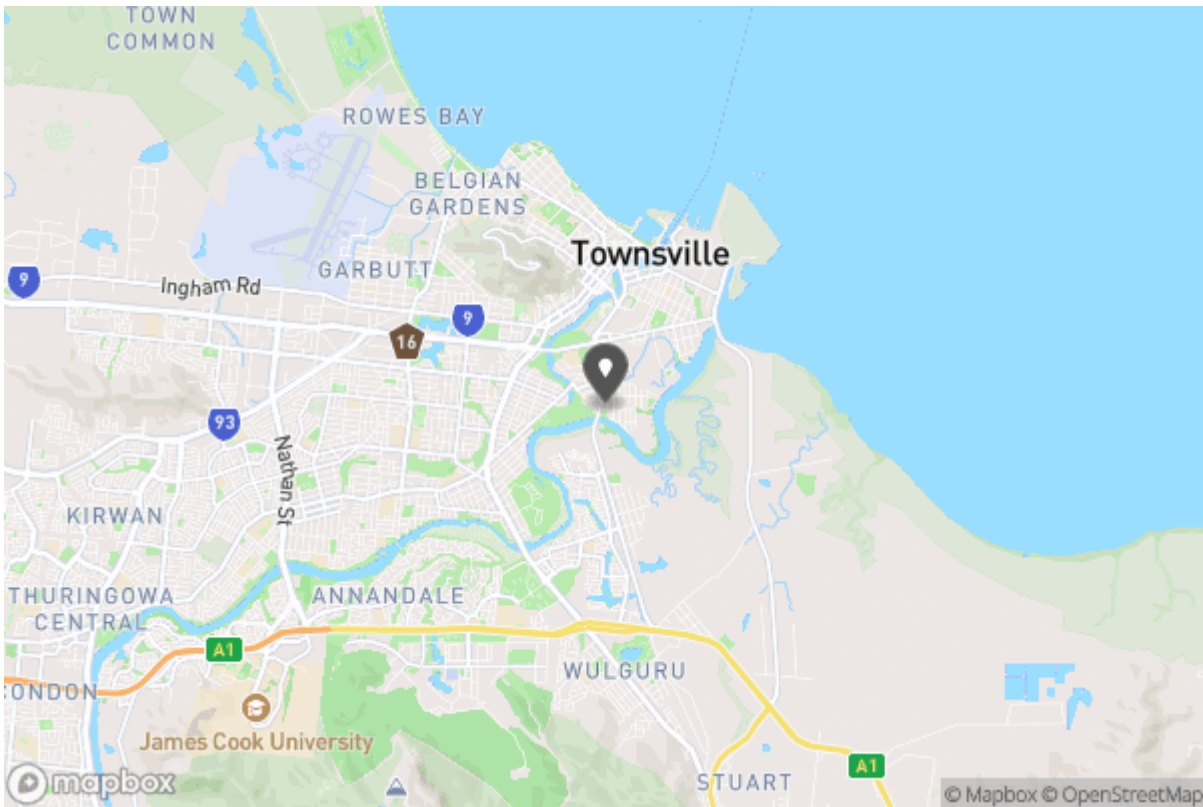 TOWN
COMMON
ROWES BAY
BELGIAN
GARDENS
Townsville
GARBUTT
9
Ingham Rd
9
16
93
Nathan St
KIRWAN
THURINGOWA
CENTRAL
ANNANDALE
A1
WULGURU
CONDON
James Cook University
A1
STUART
mapbox
© Mapbox © OpenStreetMap